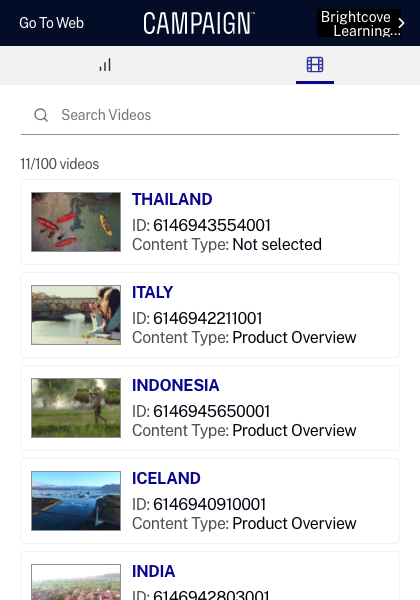 Go To Web
CAMPAIGN™
Brightcove
Learning...
Search Videos
11/100 videos
THAILAND
ID: 6146943554001
Content Type: Not selected
ITALY
ID: 6146942211001
Content Type: Product Overview
INDONESIA
ID: 6146945650001
Content Type: Product Overview
ICELAND
ID: 6146940910001
Content Type: Product Overview
INDIA
ID: 6146942803001